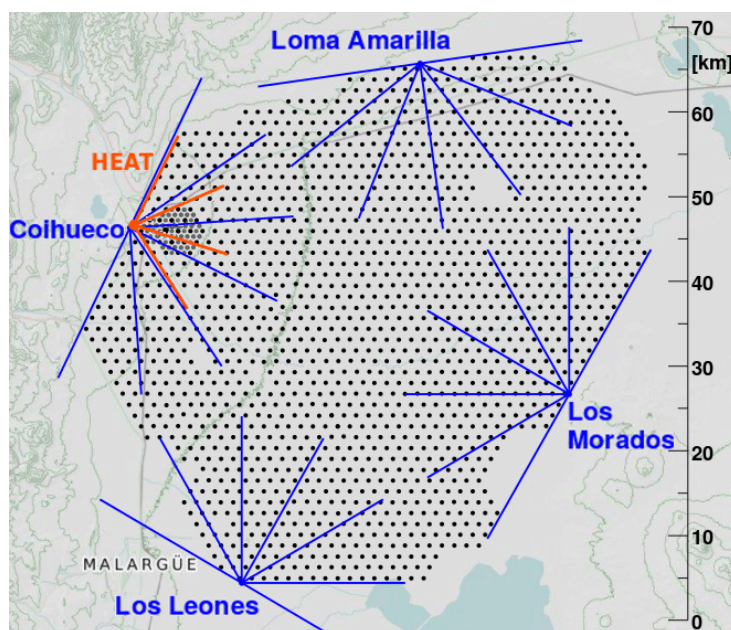 Loma Amarilla
70
[km]
60
HEAT
50
Coihueco
40
30
Los
Morados
20
10
MALARGÜE
Los Leones
0